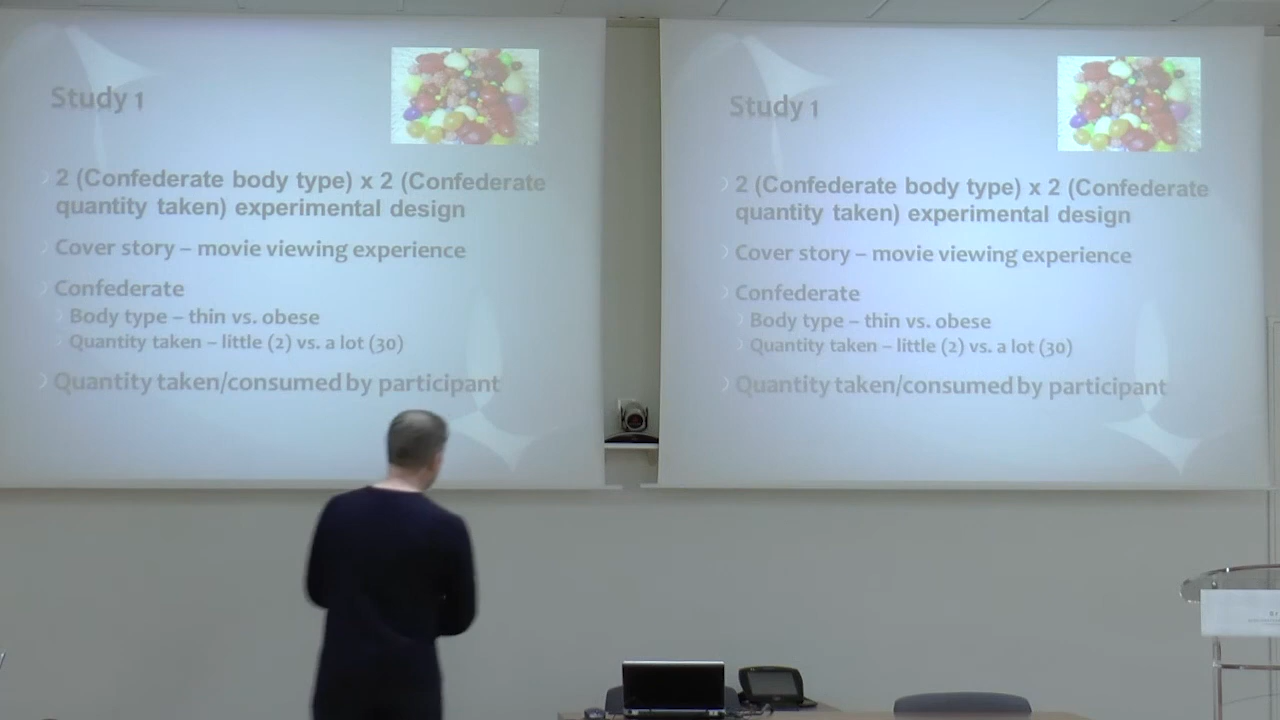 Study 1
2 (Confederate body type) x 2 (Confederate
quantity taken) experimental design
Cover story – movie viewing experience
Confederate
Body type – thin vs. obese
Quantity taken – little (2) vs. a lot (30)
Quantity taken/consumed by participant
Study 1
2 (Confederate body type) x 2 (Confederate
quantity taken) experimental design
Cover story – movie viewing experience
Confederate
Body type – thin vs. obese
Quantity taken – little (2) vs. a lot (30)
Quantity taken/consumed by participant